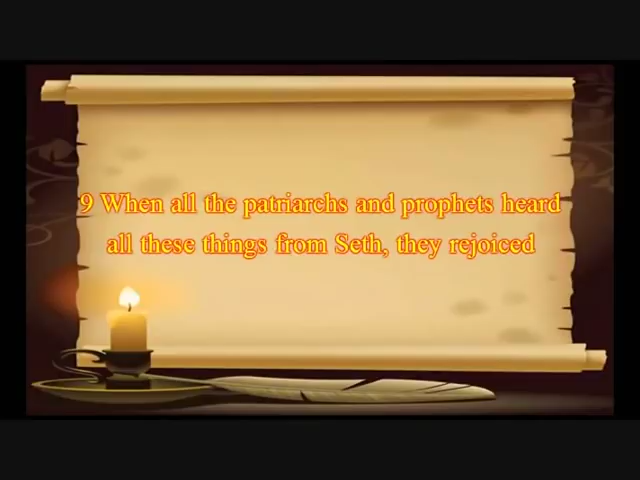 9 When all the patriarchs and prophets heard
all these things from Seth, they rejoiced